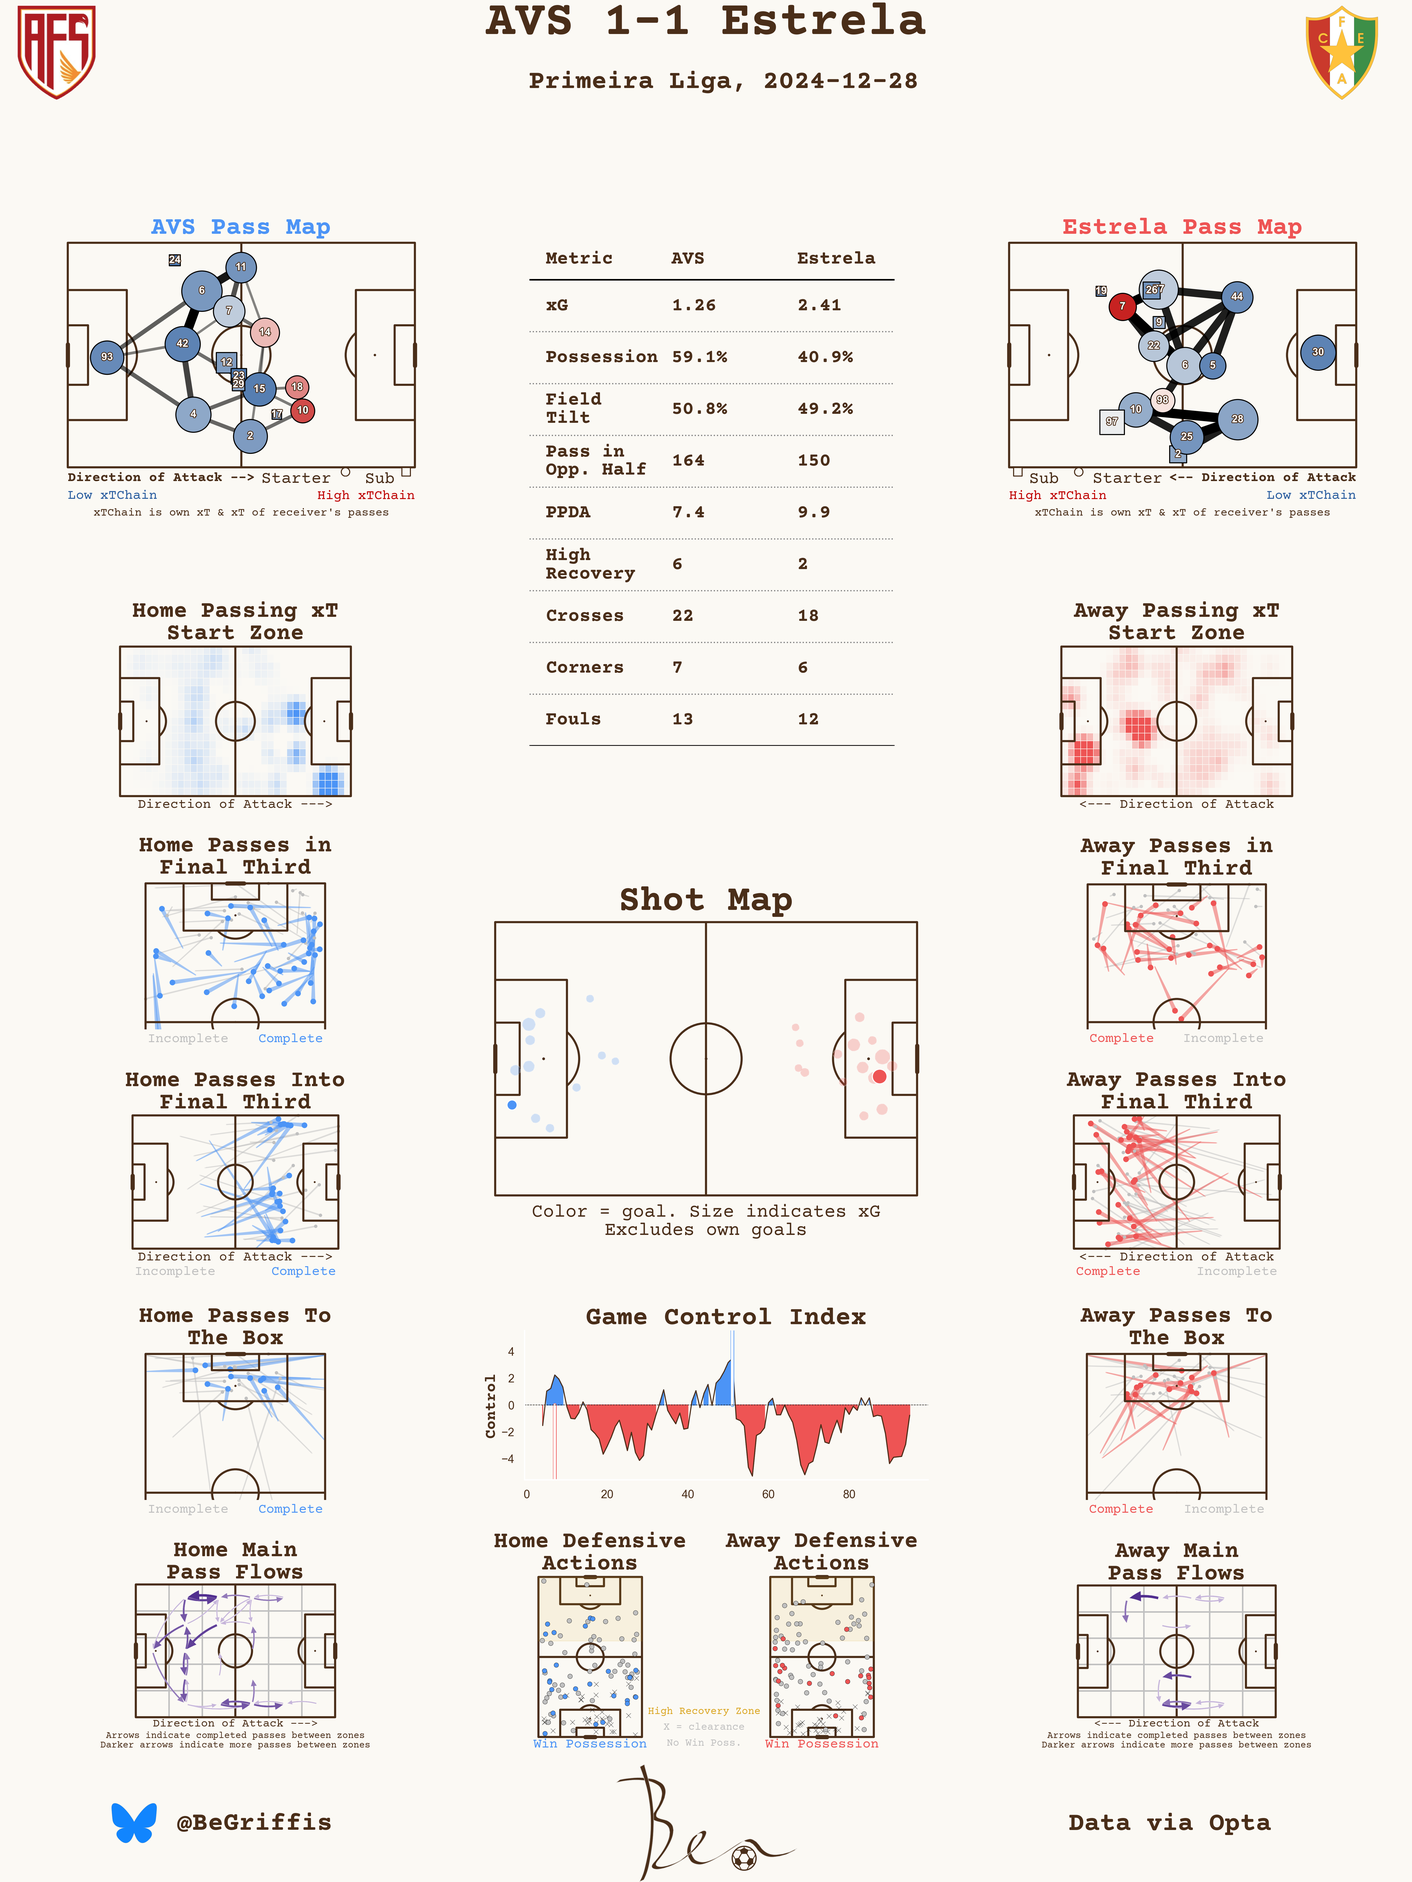 AVS 1-1 Estrela
Primeira Liga, 2024-12-28
AFS
F
C E
A
AVS Pass Map
24
11
6
7
14
42
93
12
23
29
15
18
17
10
4
2
Direction of Attack --> Starter Sub
Low xTChain High xTChain
xTChain is own xT & xT of receiver's passes
Metric AVS Estrela
xG 1.26 2.41
Possession 59.1% 40.9%
Field
Tilt 50.8% 49.2%
Pass in
Opp. Half 164 150
PPDA 7.4 9.9
High
Recovery 6 2
Crosses 22 18
Corners 7 6
Fouls 13 12
Estrela Pass Map
19
26
7
44
7
9
22
30
6
5
98
10
97
28
25
2
Sub Starter <-- Direction of Attack
High xTChain Low xTChain
xTChain is own xT & xT of receiver's passes
Home Passing xT
Start Zone
Direction of Attack --->
Away Passing xT
Start Zone
<--- Direction of Attack
Home Passes in
Final Third
Incomplete Complete
Away Passes in
Final Third
Complete Incomplete
Shot Map
Color = goal. Size indicates xG
Excludes own goals
Home Passes Into
Final Third
Direction of Attack --->
Incomplete Complete
Away Passes Into
Final Third
<--- Direction of Attack
Complete Incomplete
Home Passes To
The Box
Incomplete Complete
Game Control Index
Control
4
2
0
−2
−4
0 20 40 60 80
Away Passes To
The Box
Complete Incomplete
Home Main
Pass Flows
Direction of Attack --->
Arrows indicate completed passes between zones
Darker arrows indicate more passes between zones
Home Defensive
Actions
Win Possession
High Recovery Zone
X = clearance
No Win Poss.
Away Defensive
Actions
Win Possession
Away Main
Pass Flows
<--- Direction of Attack
Arrows indicate completed passes between zones
Darker arrows indicate more passes between zones
@BeGriffis
Ben
Data via Opta